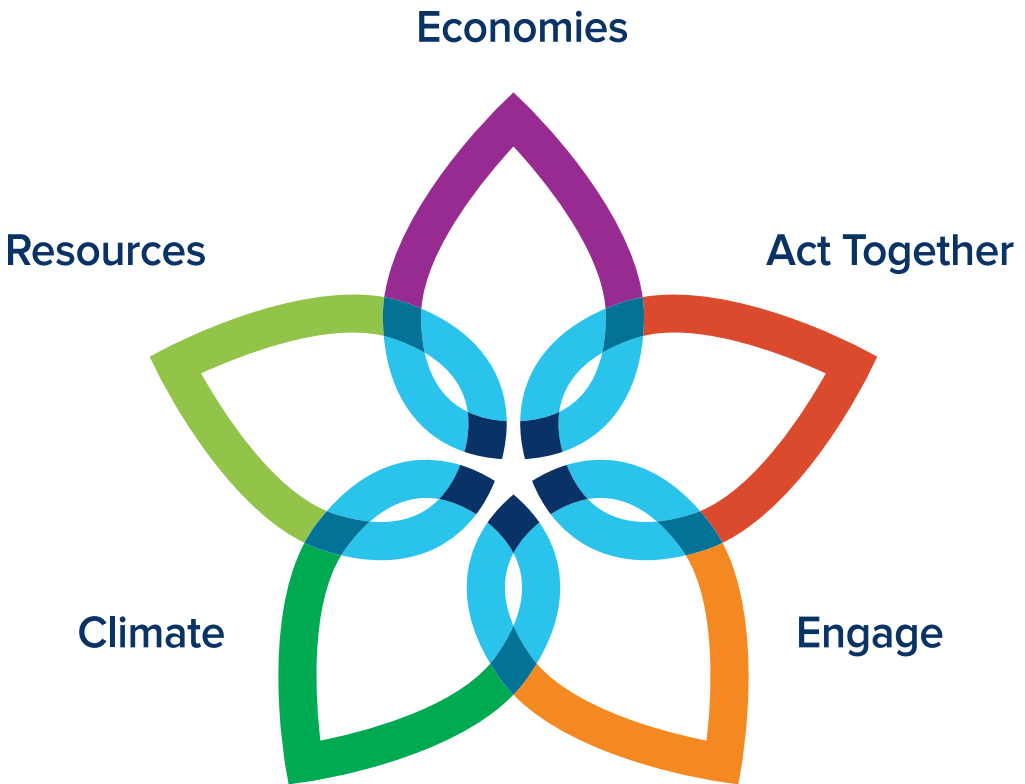 Economies
Resources
Act Together
Climate
Engage